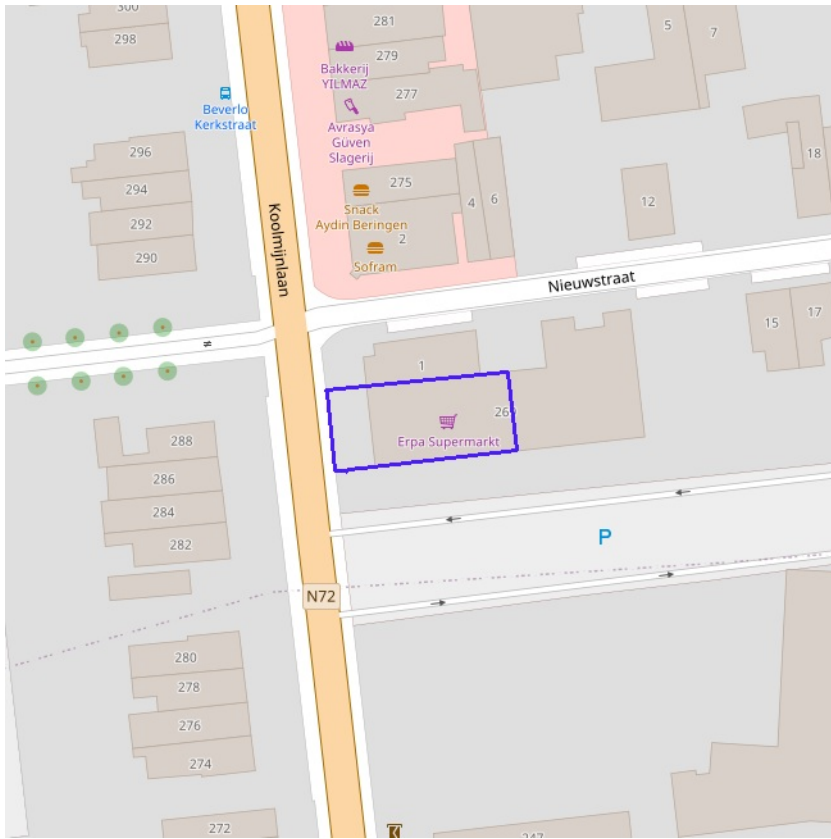 300
298
281
279
5
7
Bakkerij
YILMAZ
277
Beverlo
Kerkstraat
Avrasya
Güven
Slagerij
296
294
292
290
275
4
6
12
18
Snack
Aydin Beringen
2
Sofram
Koolmijnlaan
Nieuwstraat
15
17
1
26
Erpa Supermarkt
288
286
284
282
P
N72
280
278
276
274
272
247